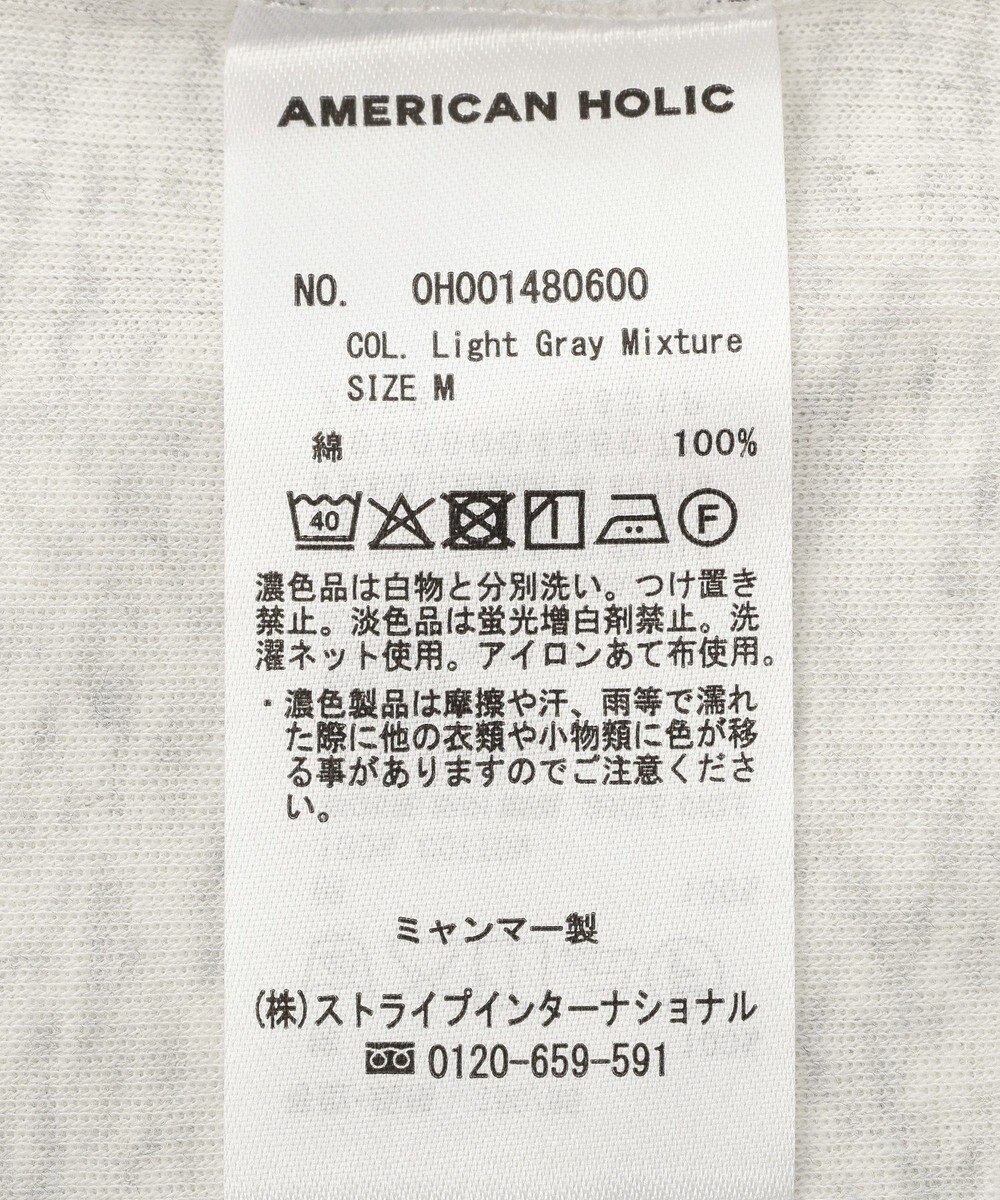 AMERICAN HOLIC
NO. 0H001480600
COL. Light Gray Mixture
SIZE M
綿 100%
40 F
濃色品は白物と分別洗い。つけ置き
禁止。淡色品は蛍光増白剤禁止。洗
濯ネット使用。アイロンあて布使用。
・濃色製品は摩擦や汗、雨等で濡れ
た際に他の衣類や小物類に色が移
る事がありますのでご注意くださ
い。
ミャンマー製
(株)ストライプインターナショナル
0120-659-591